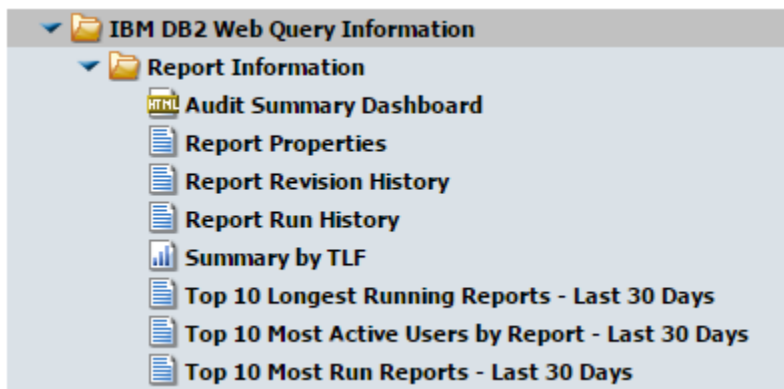 IBM DB2 Web Query Information
Report Information
HTML Audit Summary Dashboard
Report Properties
Report Revision History
Report Run History
Summary by TLF
Top 10 Longest Running Reports - Last 30 Days
Top 10 Most Active Users by Report - Last 30 Days
Top 10 Most Run Reports - Last 30 Days